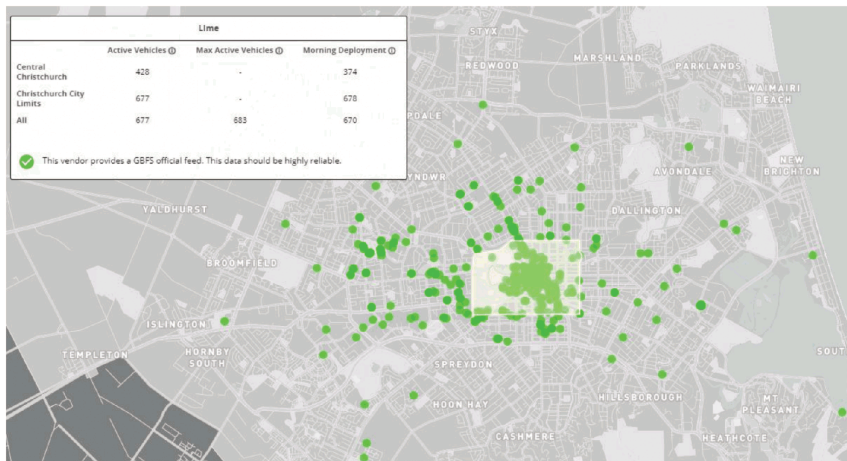 Lime
Active Vehicles ⓘ Max Active Vehicles ⓘ Morning Deployment ⓘ
Central
Christchurch
428 - 374
Christchurch City
Limits
677 - 678
All 677 683 670
This vendor provides a GBFS official feed. This data should be highly reliable.
STYX
REDWOOD
MARSHLAND
PARKLANDS
WAIMAIRI
BEACH
AVONDALE
NEW
BRIGHTON
YALDHURST
DALLINGTON
BROOMFIELD
ISLINGTON
TEMPLETON
HORNBY
SOUTH
SPREYDON
HOON HAY
HILLSBOROUGH
MT
PLEASANT
CASHMERE
HEATHCOTE